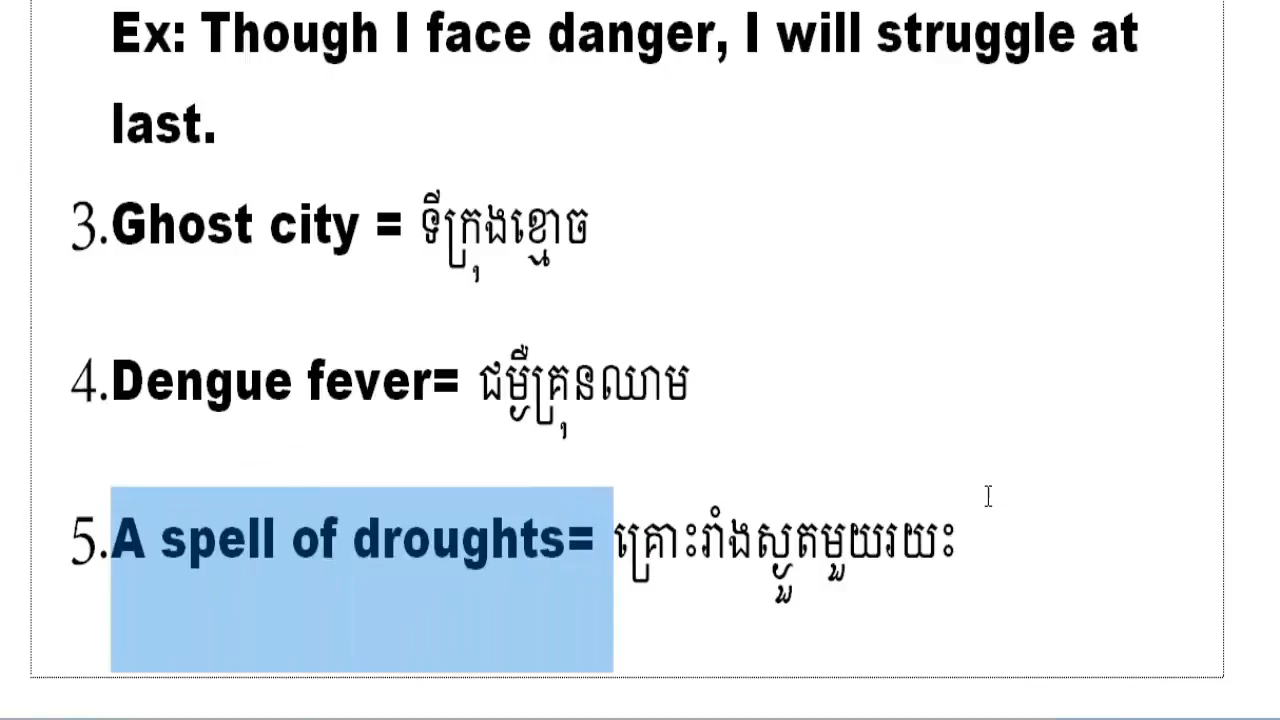 Ex: Though I face danger, I will struggle at
last.
3.Ghost city = ទីក្រុងខ្មោច
4.Dengue fever= ជម្ងឺគ្រុនឈាម
5.A spell of droughts= គ្រោះរាំងស្ងួតមួយរយះ